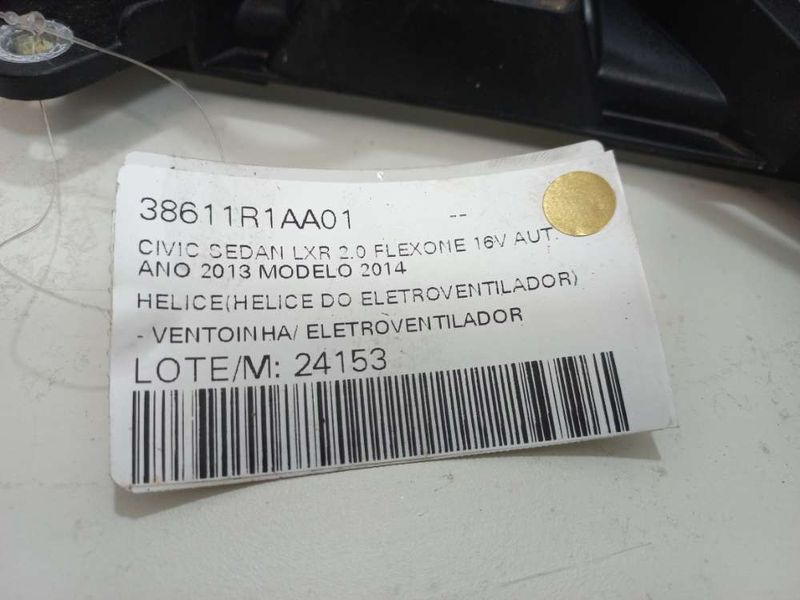 38611R1AA01 --
CIVIC SEDAN LXR 2.0 FLEXONE 16V AUT.
ANO 2013 MODELO 2014
HELICE(HELICE DO ELETROVENTILADOR)
- VENTOINHA/ ELETROVENTILADOR
LOTE/M: 24153